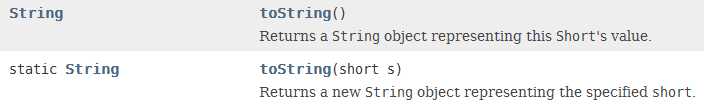 String toString()
Returns a String object representing this Short's value.
static String toString(short s)
Returns a new String object representing the specified short.